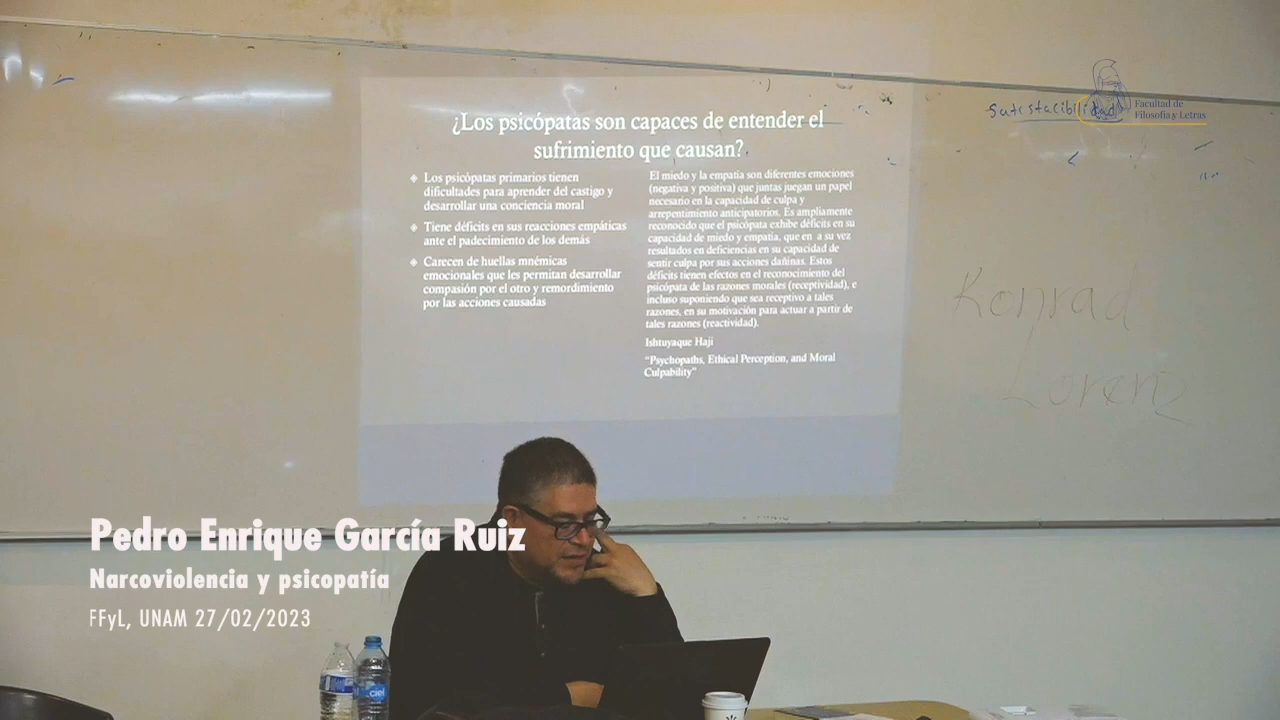 ¿Los psicópatas son capaces de entender el
sufrimiento que causan?
Los psicópatas primarios tienen
dificultades para aprender del castigo y
desarrollar una conciencia moral
Tiene déficits en sus reacciones empáticas
ante el padecimiento de los demás
Carecen de huellas mnémicas
emocionales que les permitan desarrollar
compasión por el otro y remordimiento
por las acciones causadas
El miedo y la empatía son diferentes emociones
(negativa y positiva) que juntas juegan un papel
necesario en la capacidad de culpa y
arrepentimiento anticipatorios. Es ampliamente
reconocido que el psicópata exhibe déficits en su
capacidad de miedo y empatía, que en a su vez
resultados en deficiencias en su capacidad de
sentir culpa por sus acciones dañinas. Estos
déficits tienen efectos en el reconocimiento del
psicópata de las razones morales (receptividad), e
incluso suponiendo que sea receptivo a tales
razones, en su motivación para actuar a partir de
tales razones (reactividad).
Ishtuyaque Haji
"Psychopaths, Ethical Perception, and Moral
Culpability"
Facultad de
Filosofía y Letras
Konrad
Lorenz
Pedro Enrique García Ruiz
Narcoviolencia y psicopatía
FFyL, UNAM 27/02/2023
ciel